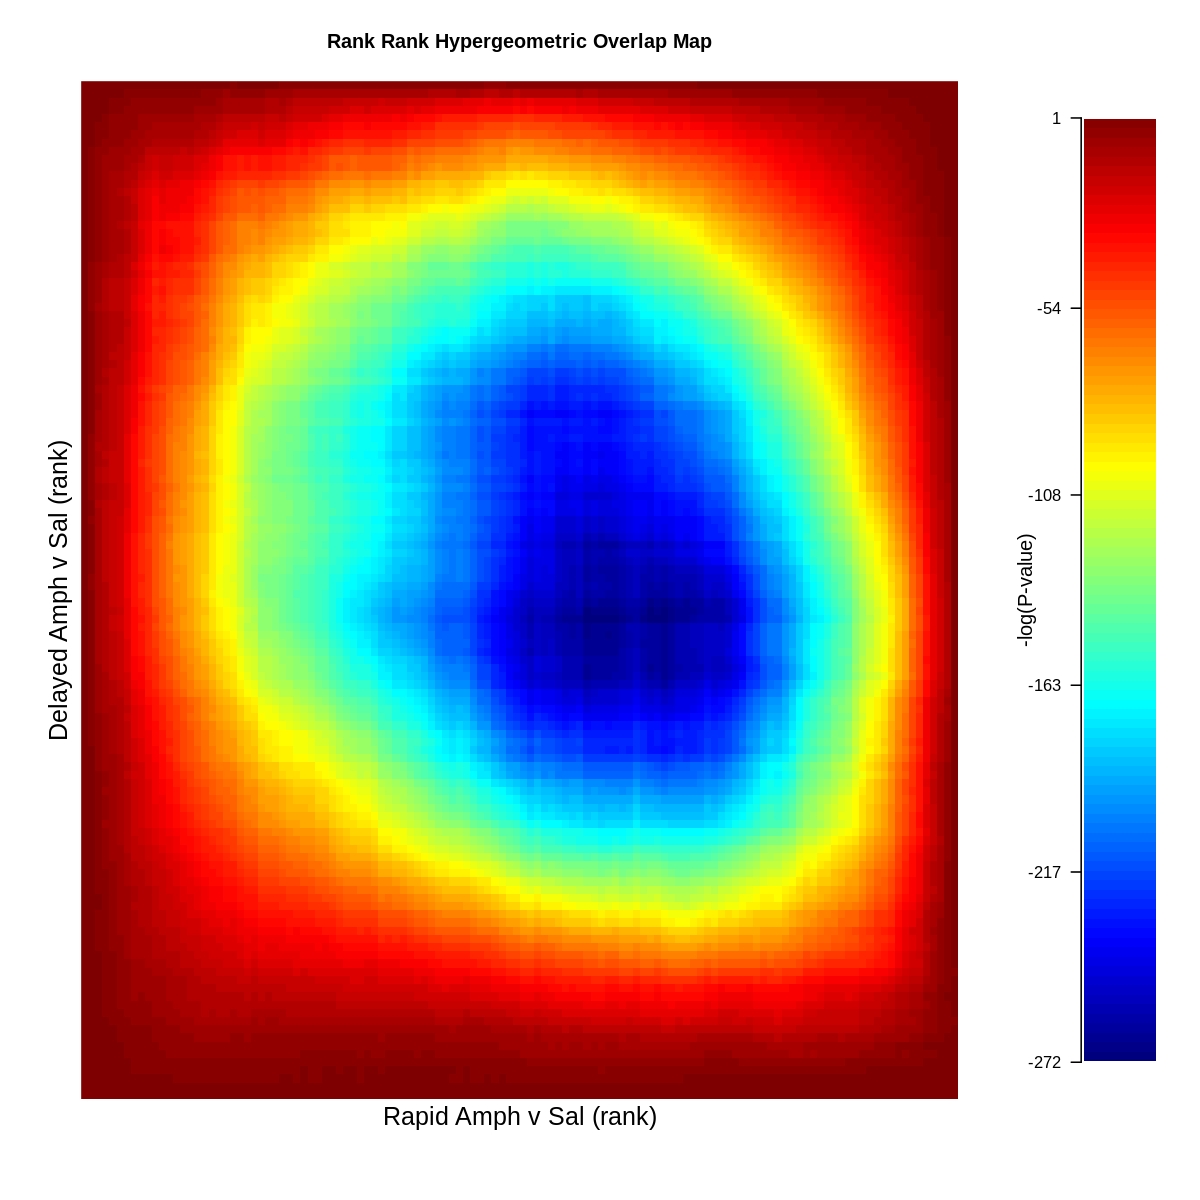 Rank Rank Hypergeometric Overlap Map
Delayed Amph v Sal (rank)
Rapid Amph v Sal (rank)
1
-54
-108
-163
-217
-272
-log(P-value)